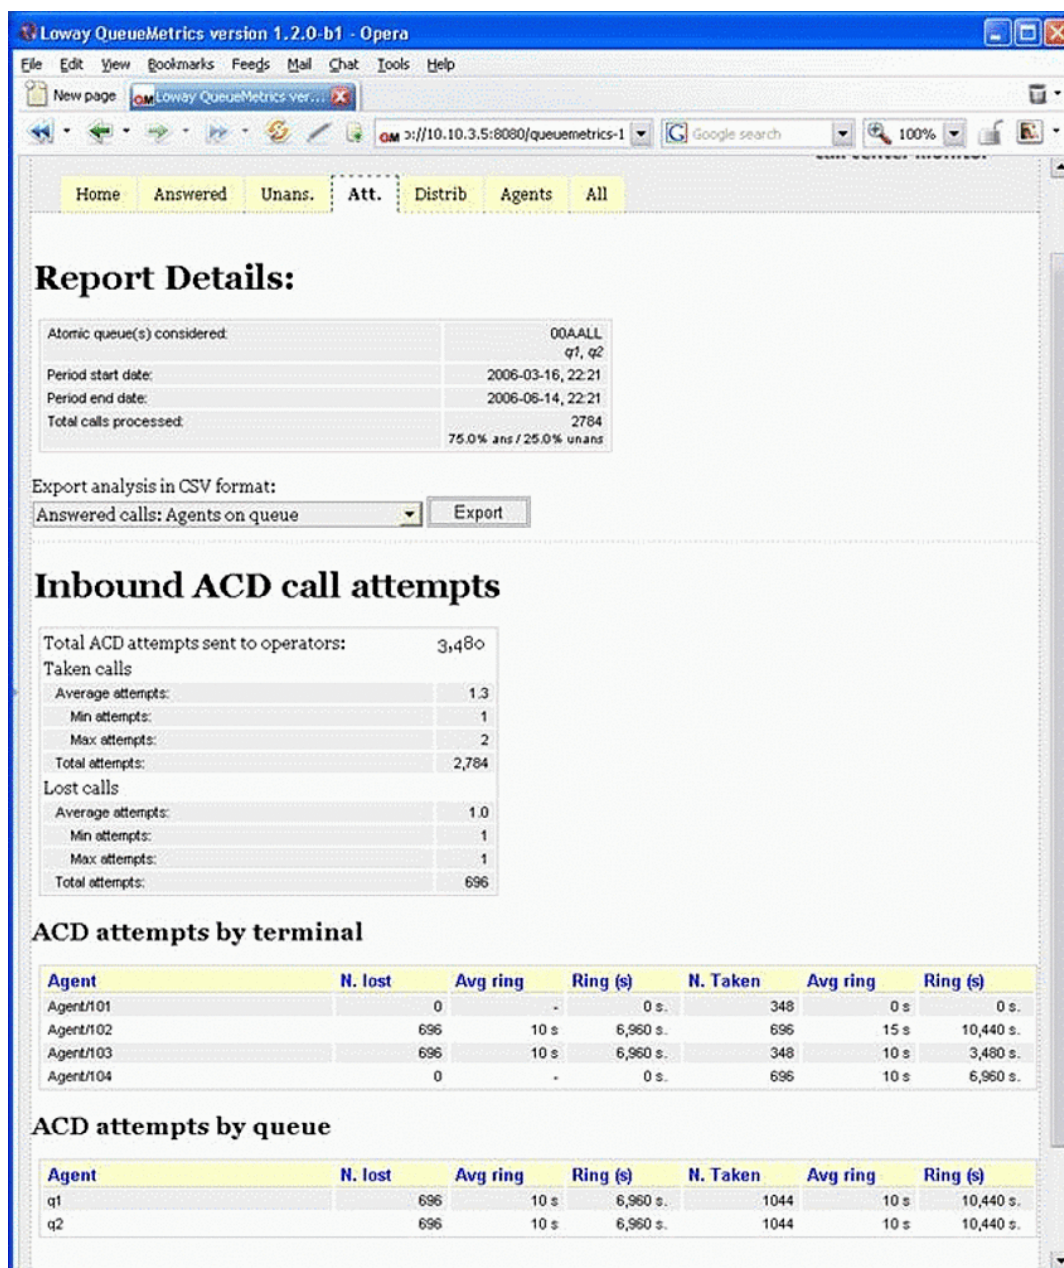 Loway QueueMetrics version 1.2.0-b1 - Opera
File Edit View Bookmarks Feeds Mail Chat Tools Help
New page Loway QueueMetrics ver...
ɔ://10.10.3.5:8080/queuemetrics-1 Google search 100%
Home Answered Unans. Att. Distrib Agents All
Report Details:
Atomic queue(s) considered: 00AALL
q1, q2
Period start date: 2006-03-16, 22:21
Period end date: 2006-06-14, 22:21
Total calls processed: 2784
75.0% ans / 25.0% unans
Export analysis in CSV format:
Answered calls: Agents on queue Export
Inbound ACD call attempts
Total ACD attempts sent to operators: 3,480
Taken calls
Average attempts: 1.3
Min attempts: 1
Max attempts: 2
Total attempts: 2,784
Lost calls
Average attempts: 1.0
Min attempts: 1
Max attempts: 1
Total attempts: 696
ACD attempts by terminal
Agent N. lost Avg ring Ring (s) N. Taken Avg ring Ring (s)
Agent/101 0 - 0 s. 348 0 s 0 s.
Agent/102 696 10 s 6,960 s. 696 15 s 10,440 s.
Agent/103 696 10 s 6,960 s. 348 10 s 3,480 s.
Agent/104 0 - 0 s. 696 10 s 6,960 s.
ACD attempts by queue
Agent N. lost Avg ring Ring (s) N. Taken Avg ring Ring (s)
q1 696 10 s 6,960 s. 1044 10 s 10,440 s.
q2 696 10 s 6,960 s. 1044 10 s 10,440 s.